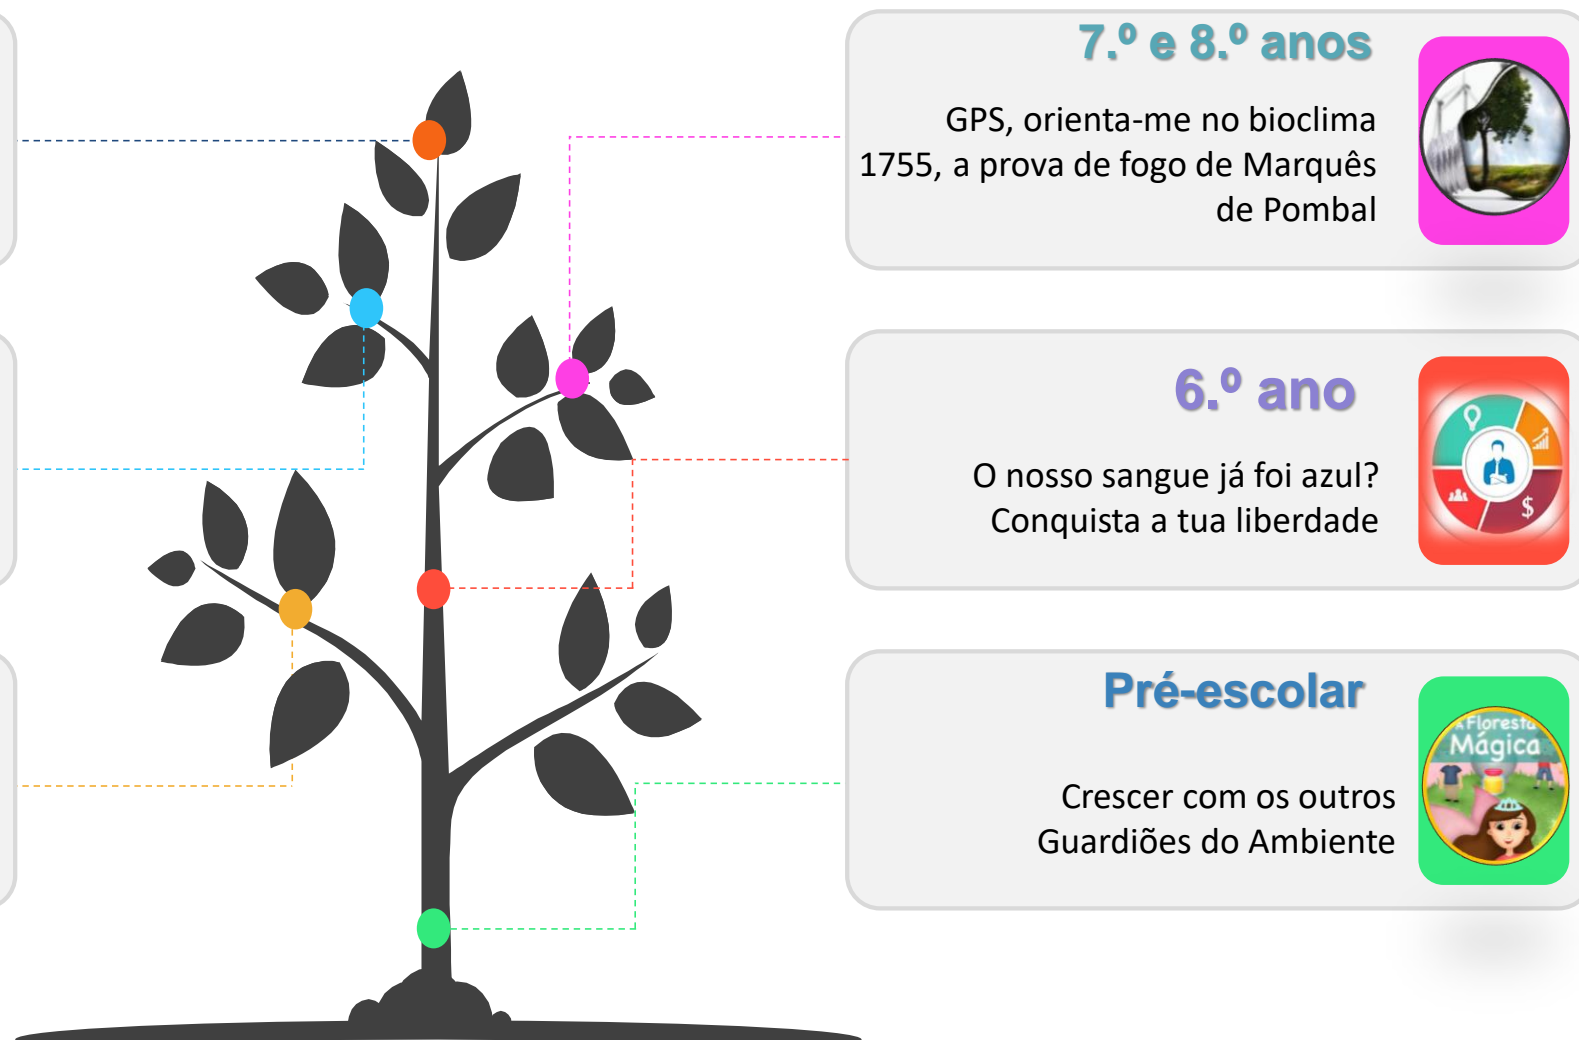 7.º e 8.º anos
GPS, orienta-me no bioclima
1755, a prova de fogo de Marquês
de Pombal
6.º ano
O nosso sangue já foi azul?
Conquista a tua liberdade
$
Pré-escolar
Crescer com os outros
Guardiões do Ambiente
A Floresta
Mágica